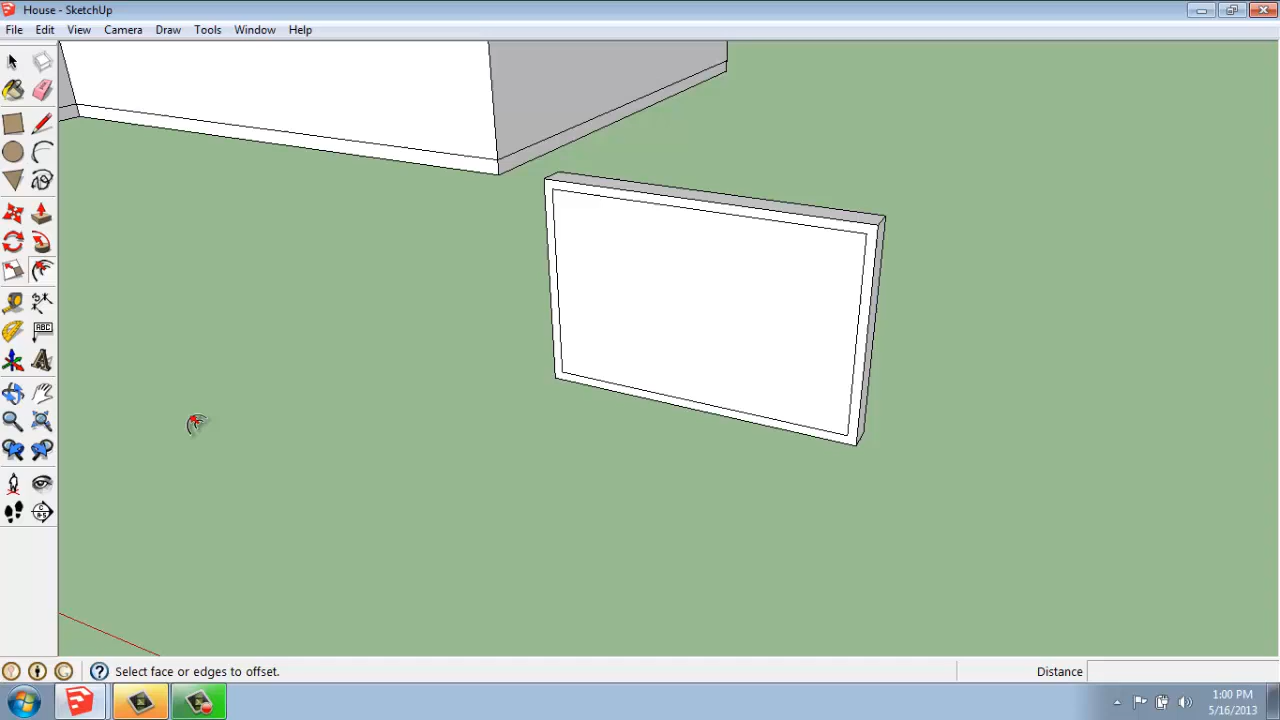 House - SketchUp
File Edit View Camera Draw Tools Window Help
ABC
A
Select face or edges to offset.
Distance
1:00 PM
5/16/2013